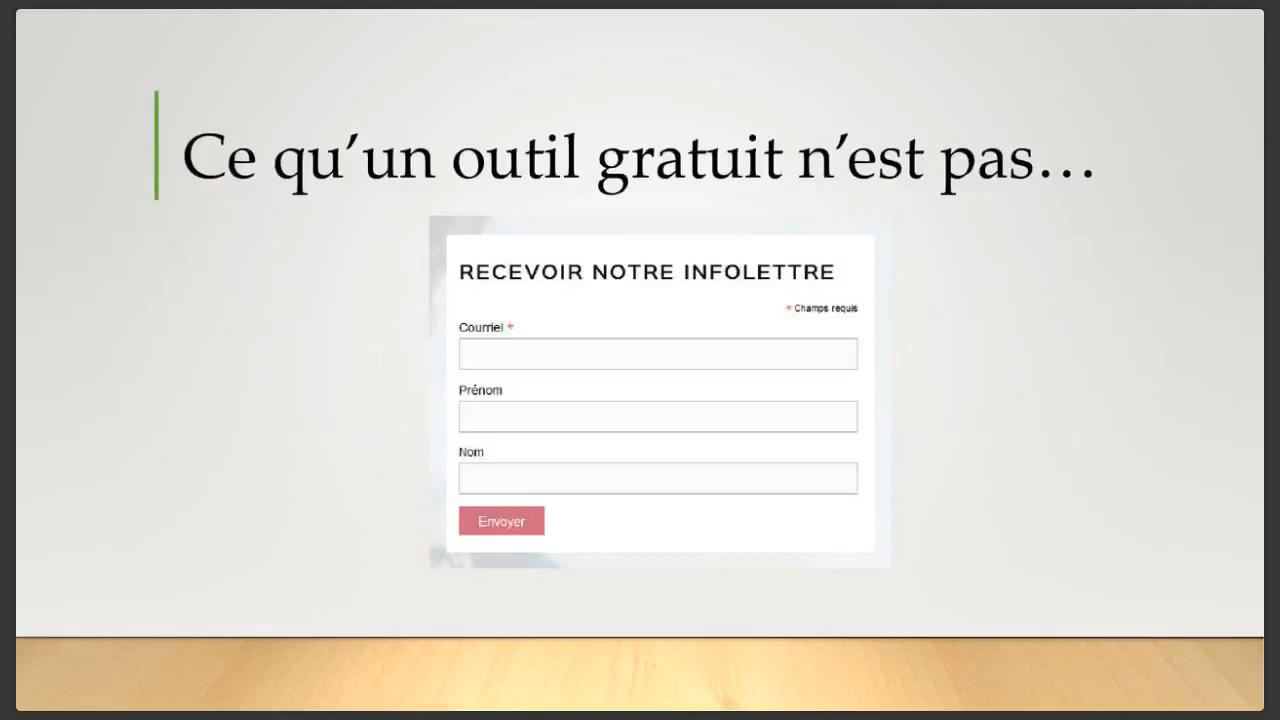 Ce qu’un outil gratuit n’est pas…
RECEVOIR NOTRE INFOLETTRE
* Champs requis
Courriel *
Prénom
Nom
Envoyer